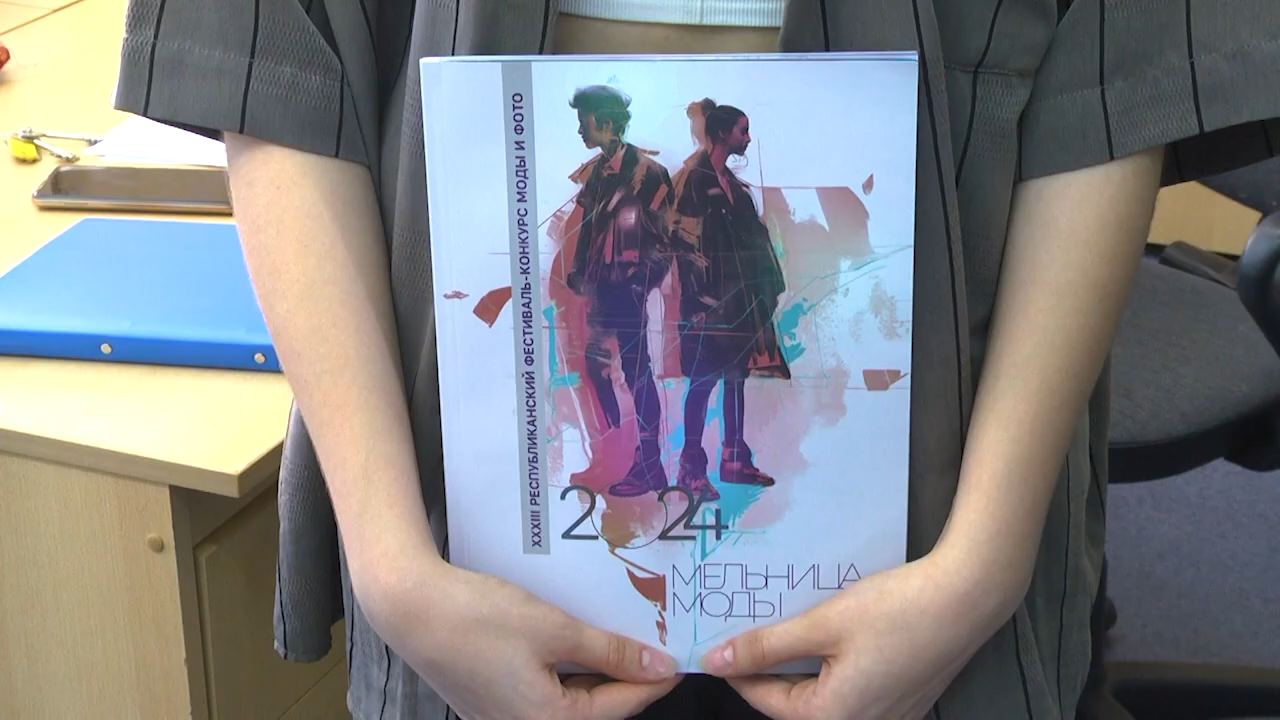 XXXIII РЕСПУБЛИКАНСКИЙ ФЕСТИВАЛЬ-КОНКУРС МОДЫ И ФОТО
2024
МЕЛЬНИЦА
МОДЫ